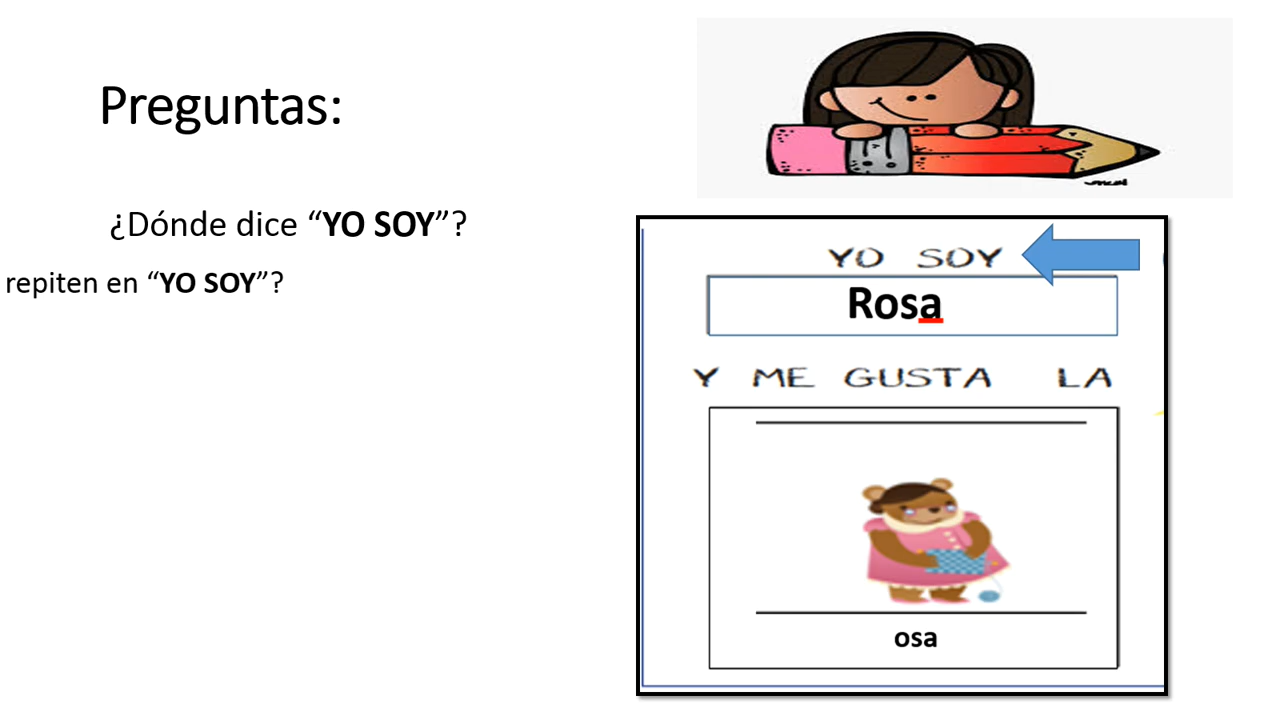 Preguntas:
¿Dónde dice “YO SOY”?
repiten en “YO SOY”?
YO SOY
Rosa
Y ME GUSTA LA
osa